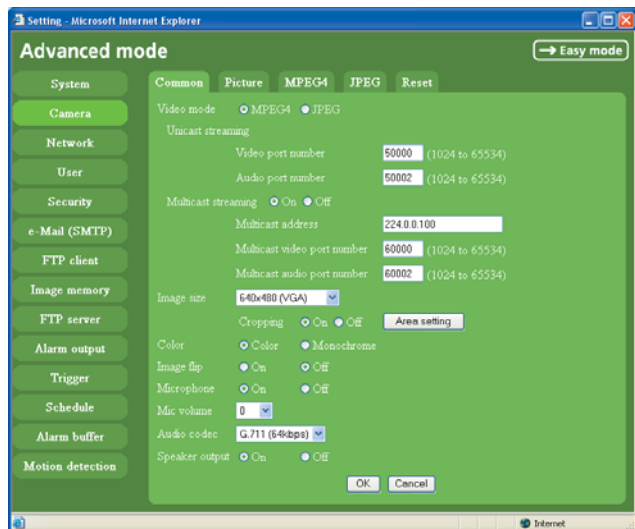 Setting - Microsoft Internet Explorer
Advanced mode
Easy mode
System
Camera
Network
User
Security
e-Mail (SMTP)
FTP client
Image memory
FTP server
Alarm output
Trigger
Schedule
Alarm buffer
Motion detection
Common Picture MPEG4 JPEG Reset
Video mode MPEG4 JPEG
Unicast streaming
Video port number 50000 (1024 to 65534)
Audio port number 50002 (1024 to 65534)
Multicast streaming On Off
Multicast address 224.0.0.100
Multicast video port number 60000 (1024 to 65534)
Multicast audio port number 60002 (1024 to 65534)
Image size 640x480 (VGA)
Cropping On Off Area setting
Color Color Monochrome
Image flip On Off
Microphone On Off
Mic volume 0
Audio codec G.711 (64kbps)
Speaker output On Off
OK Cancel
Internet